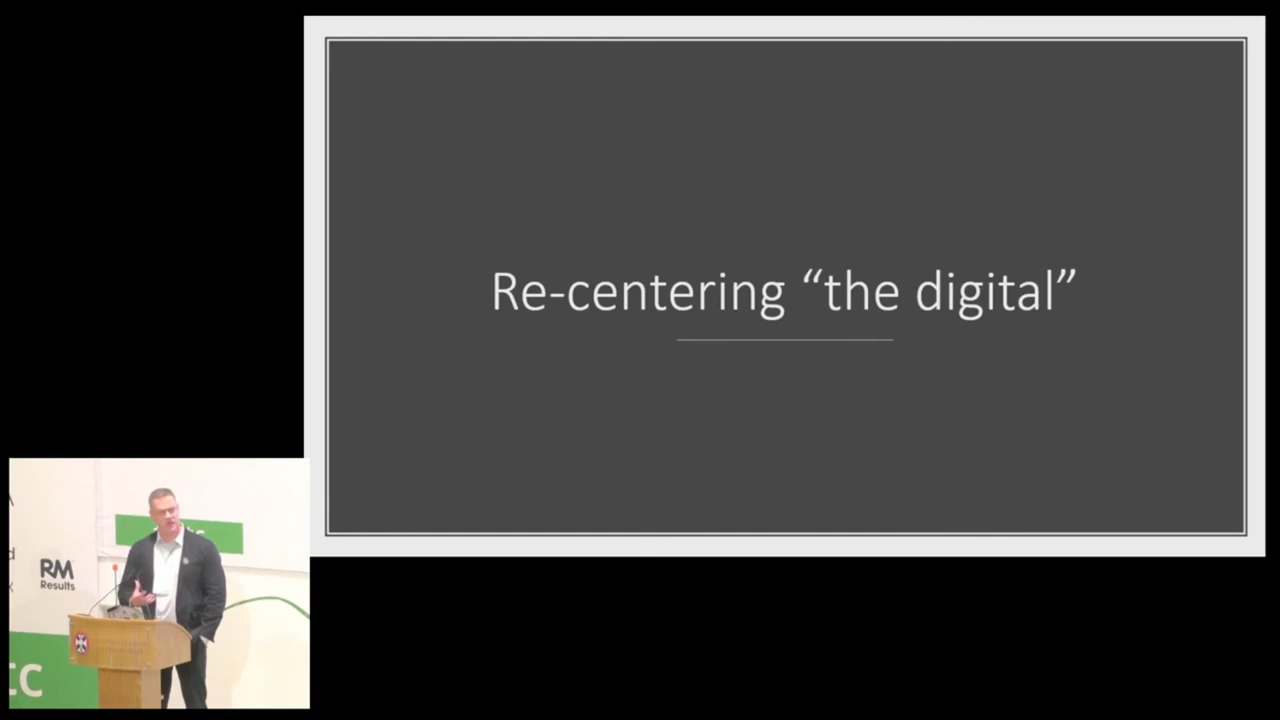 Re-centering “the digital”
RM
Results